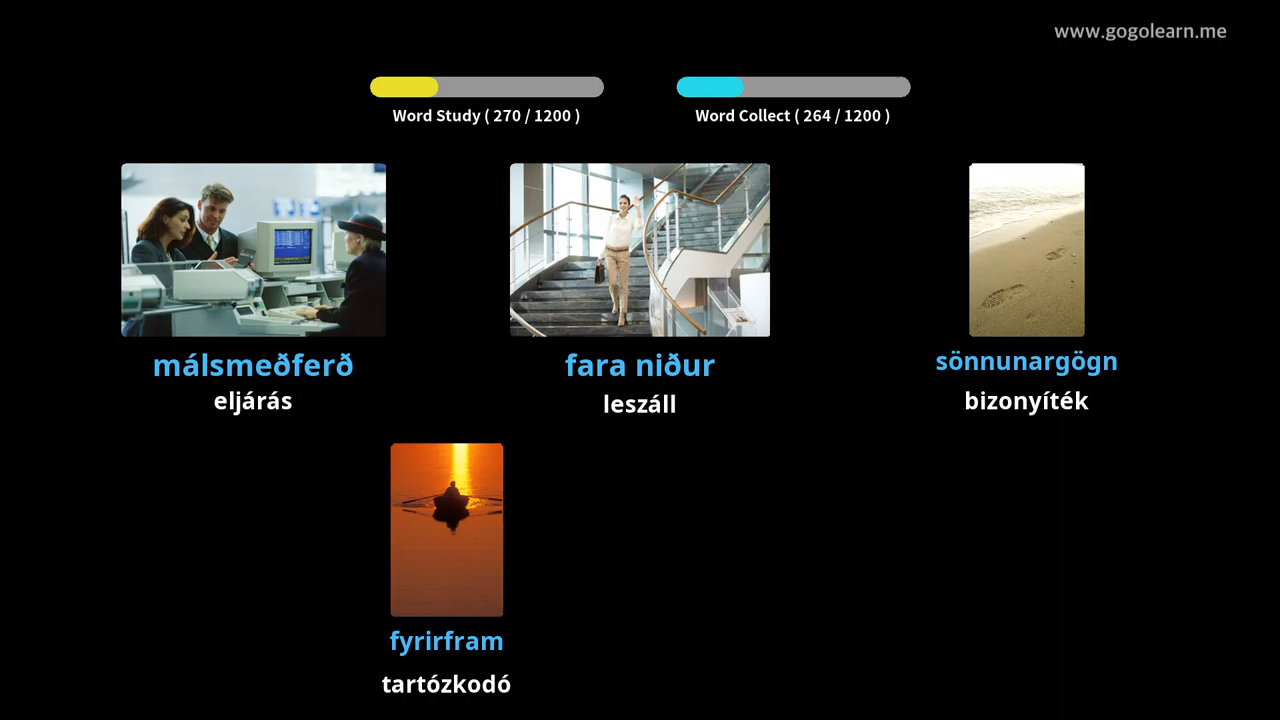 www.gogolearn.me
Word Study ( 270 / 1200 )
Word Collect ( 264 / 1200 )
málsmeðferð
eljárás
fara niður
leszáll
sönnunargögn
bizonyíték
fyrirfram
tartózkodó